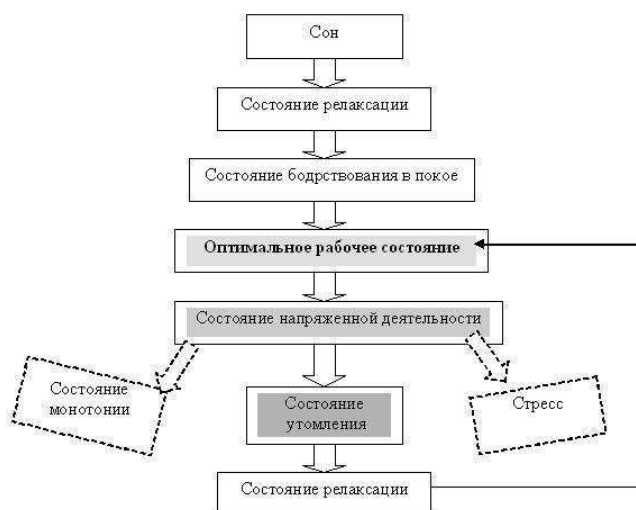 Сон
Состояние релаксации
Состояние бодрствования в покое
Оптимальное рабочее состояние
Состояние напряженной деятельности
Состояние
монотонии
Состояние
утомления
Стресс
Состояние релаксации